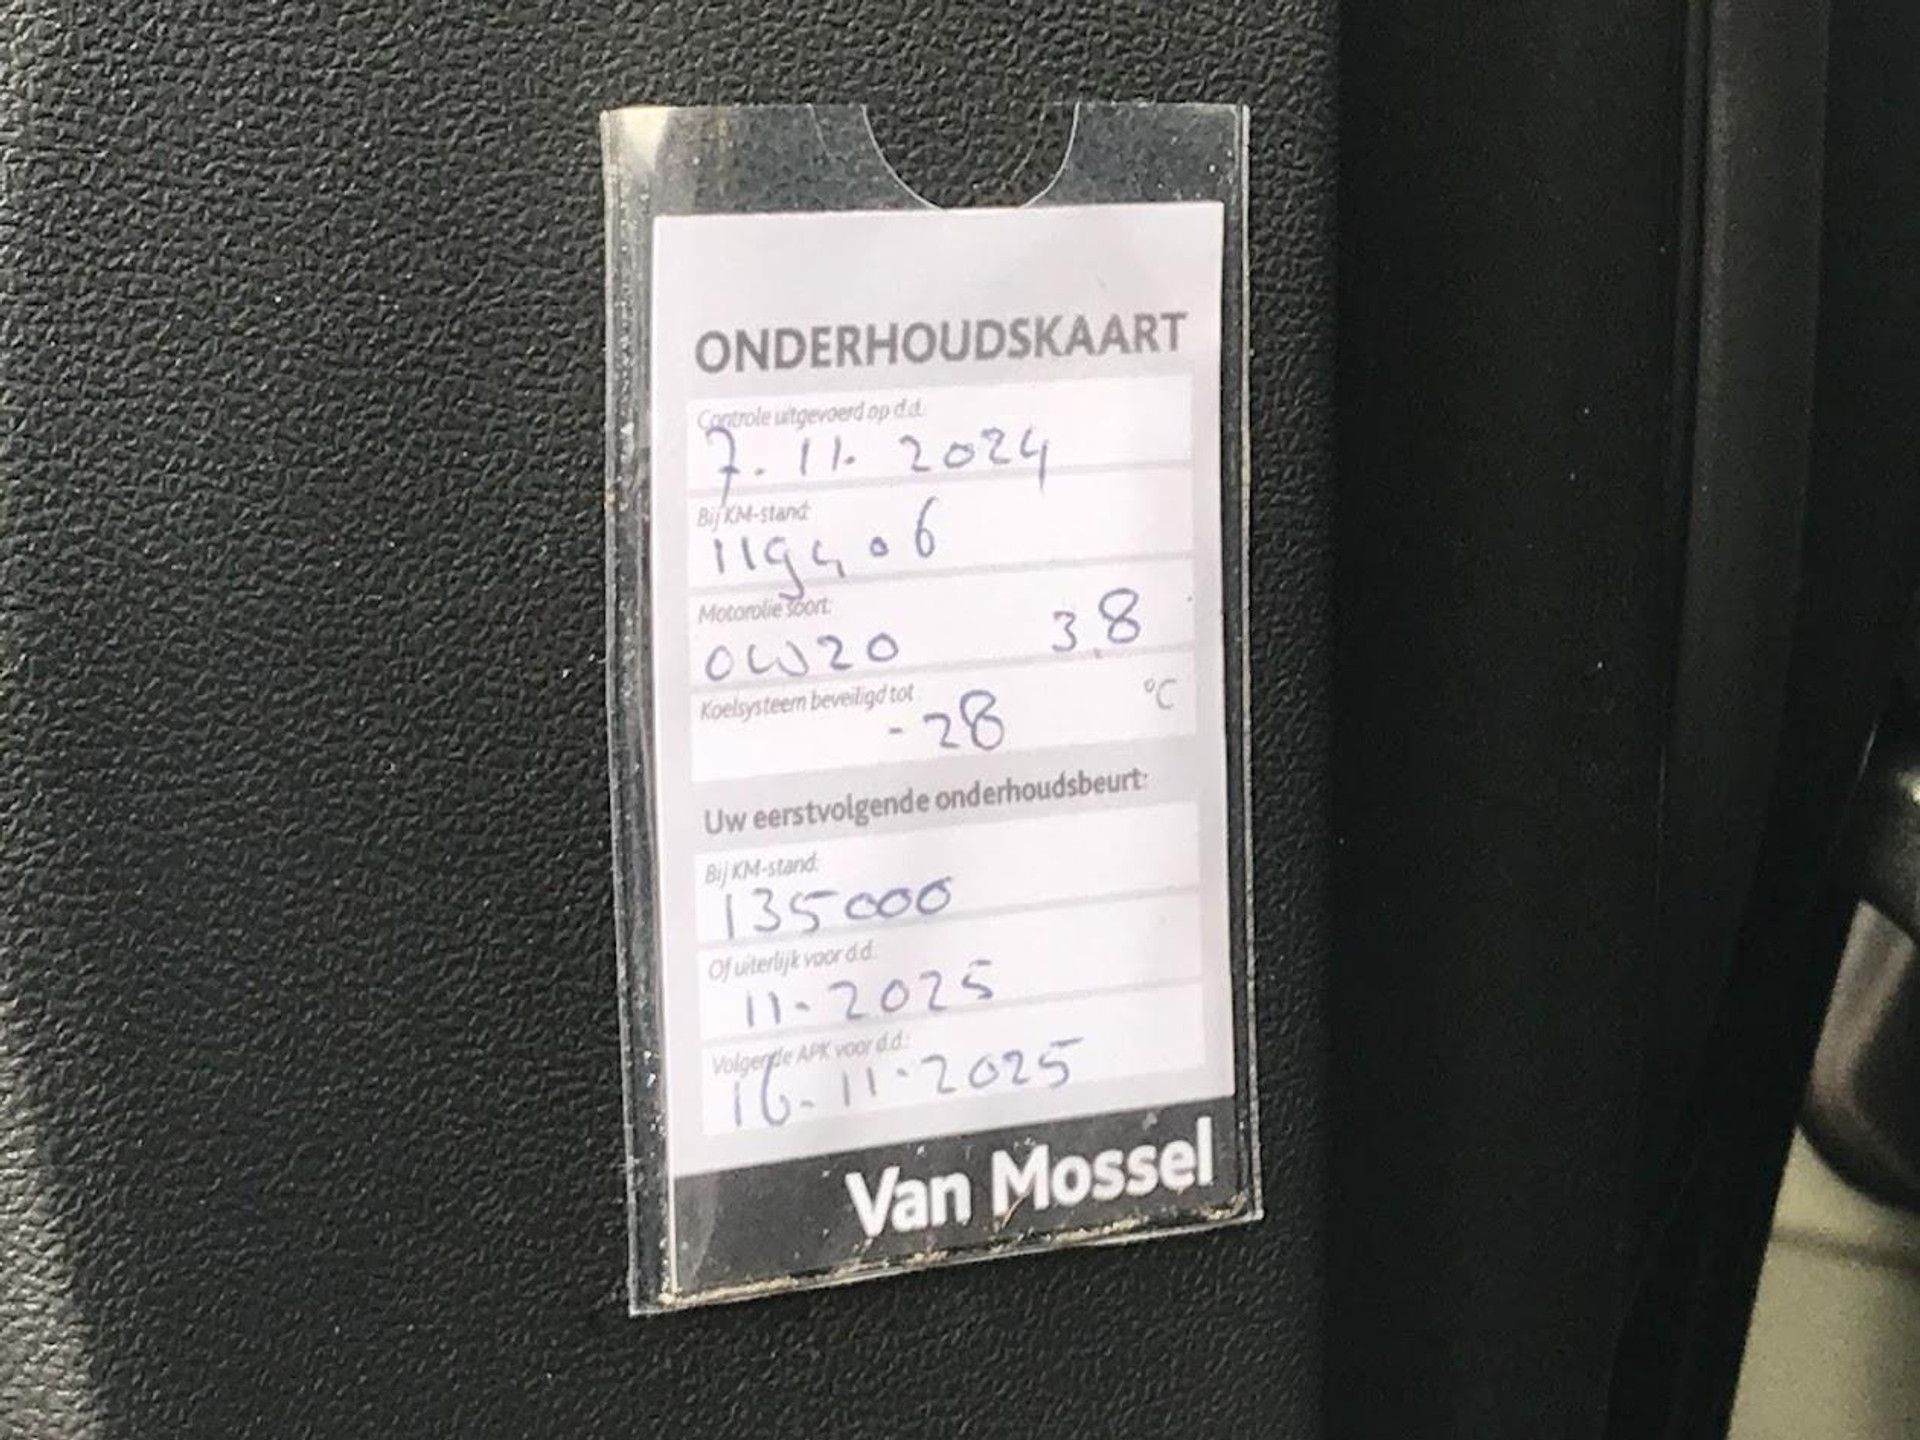 ONDERHOUDSKAART
Controle uitgevoerd op d.d.:
7.11.2024
Bij KM-stand:
119406
Motorolie soort:
0W20 3.8
Koelsysteem beveiligd tot
-28 °C
Uw eerstvolgende onderhoudsbeurt:
Bij KM-stand:
135000
Of uiterlijk voor d.d.:
11-2025
Volgende APK voor d.d.:
16-11-2025
Van Mossel